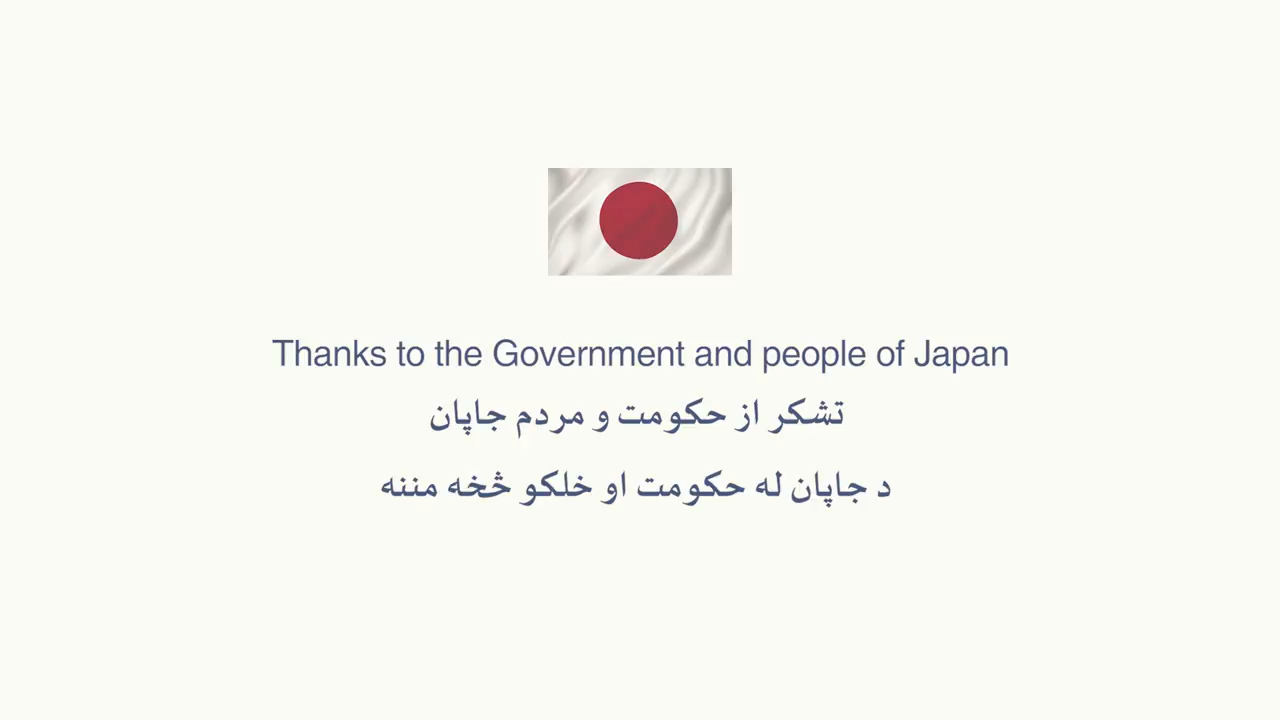 Thanks to the Government and people of Japan
تشکر از حکومت و مردم جاپان
د جاپان له حکومت او خلکو څخه مننه